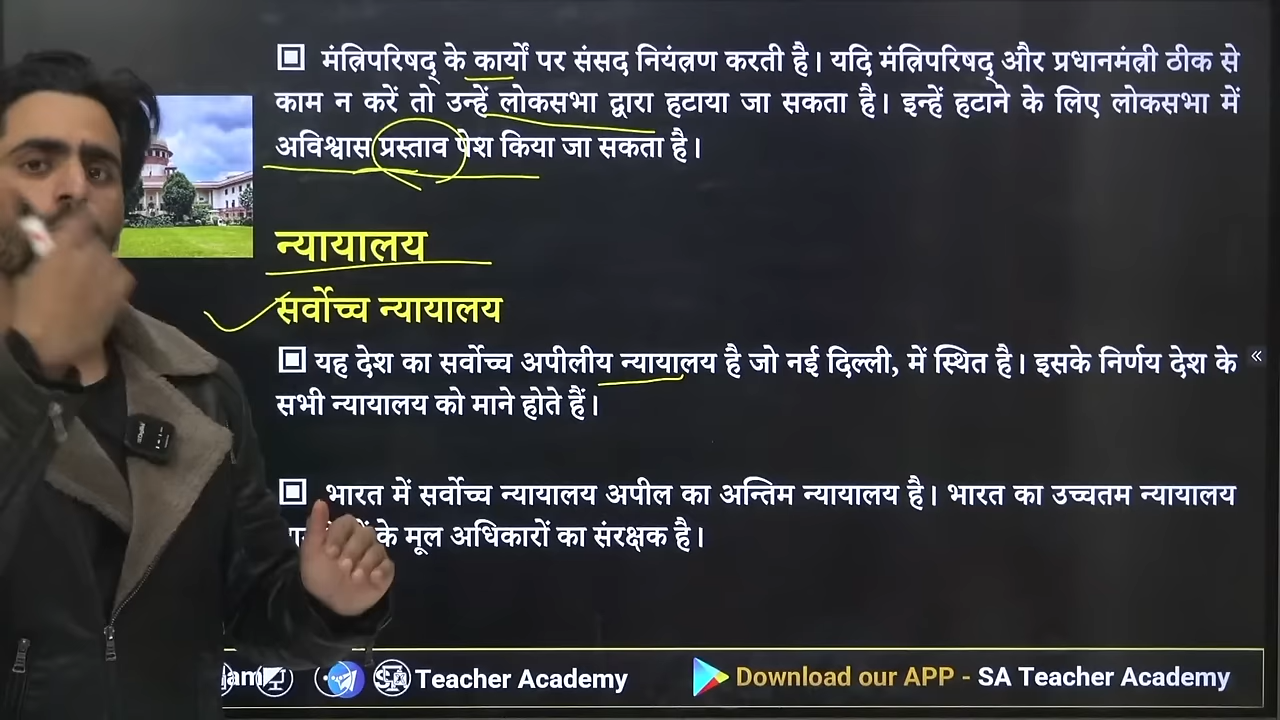 मंत्रिपरिषद् के कार्यों पर संसद नियंत्रण करती है। यदि मंत्रिपरिषद् और प्रधानमंत्री ठीक से
काम न करें तो उन्हें लोकसभा द्वारा हटाया जा सकता है। इन्हें हटाने के लिए लोकसभा में
अविश्वास प्रस्ताव पेश किया जा सकता है।
न्यायालय
सर्वोच्च न्यायालय
यह देश का सर्वोच्च अपीलीय न्यायालय है जो नई दिल्ली, में स्थित है। इसके निर्णय देश के
सभी न्यायालय को माने होते हैं।
भारत में सर्वोच्च न्यायालय अपील का अन्तिम न्यायालय है। भारत का उच्चतम न्यायालय
के मूल अधिकारों का संरक्षक है।
Teacher Academy
Download our APP - SA Teacher Academy